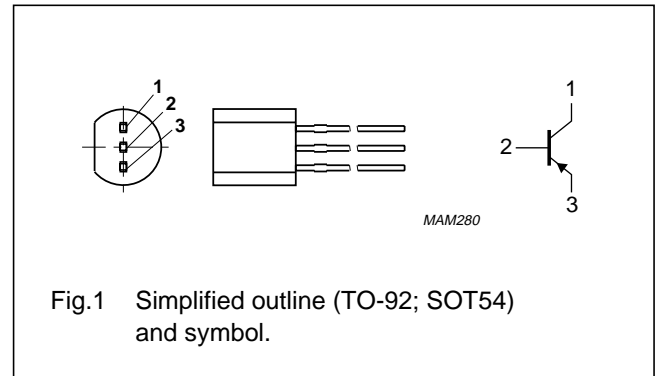 1
2
3
1
2
3
MAM280
Fig.1 Simplified outline (TO-92; SOT54)
and symbol.